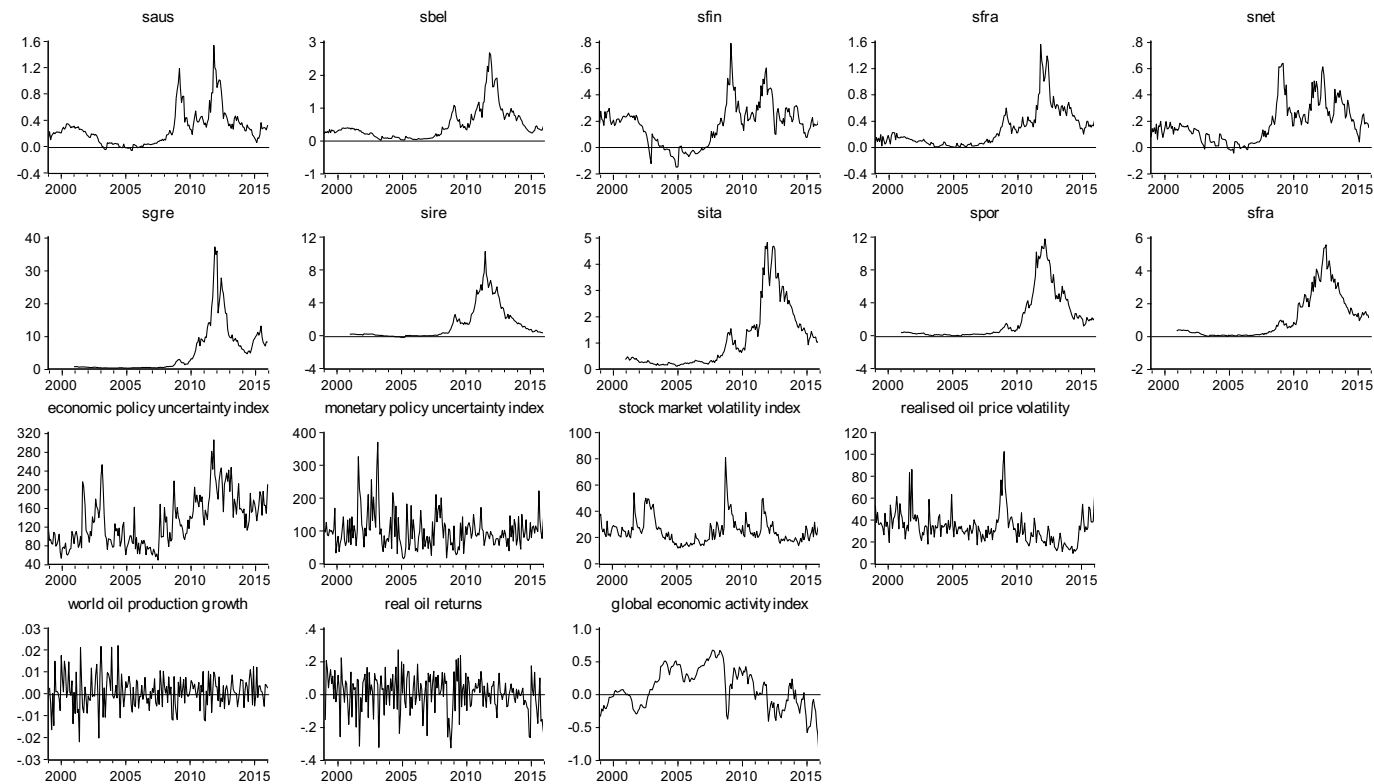 saus sbel sfin sfra snet
1.6 3 .8 1.6 .8
1.2 2 .6 1.2 .6
0.8 .4 0.8 .4
0.4 1 .2 0.4 .2
0.0 0 .0 0.0 .0
-0.4 -1 -.2 -0.4 -.2
2000 2005 2010 2015 2000 2005 2010 2015 2000 2005 2010 2015 2000 2005 2010 2015 2000 2005 2010 2015
sgre sire sita spor sfra
40 12 5 12 6
30 8 4 8 4
20 4 3 4 2
10 0 2 0 0
0 -4 1 -4 -2
0
2000 2005 2010 2015 2000 2005 2010 2015 2000 2005 2010 2015 2000 2005 2010 2015 2000 2005 2010 2015
economic policy uncertainty index monetary policy uncertainty index stock market volatility index realised oil price volatility
320 400 100 120
280 300 80 100
240 200 60 80
200 100 40 60
160 0 20 40
120 0 20
80 0
40
2000 2005 2010 2015 2000 2005 2010 2015 2000 2005 2010 2015 2000 2005 2010 2015
world oil production growth real oil returns global economic activity index
.03 .4 1.0
.02 .2 0.5
.01 .0 0.0
.00 -.2 -0.5
-.01 -.4 -1.0
-.02
-.03
2000 2005 2010 2015 2000 2005 2010 2015 2000 2005 2010 2015